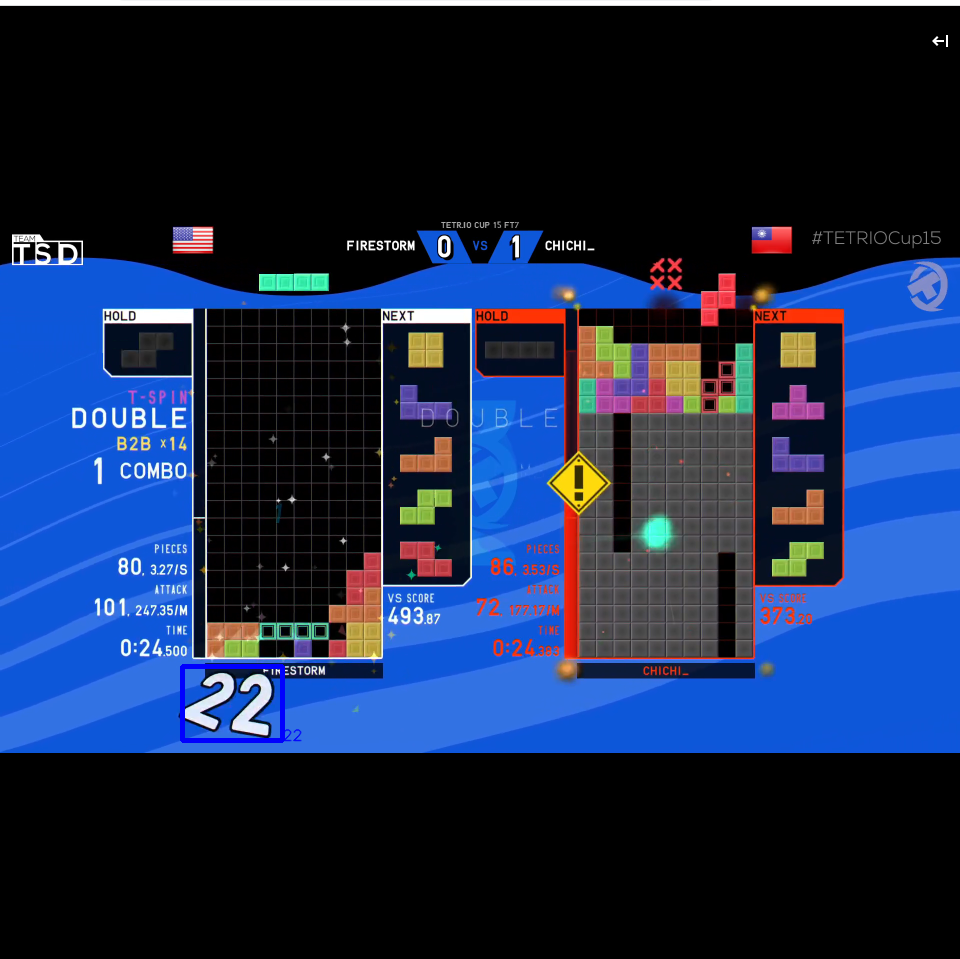 TETR.IO CUP 15 FT7
TEAM
TSD
FIRESTORM 0 VS 1 CHICHI_
#TETRIOCup15
HOLD
NEXT
HOLD
NEXT
T-SPIN
DOUBLE
B2B ×14
1 COMBO
PIECES
80, 3.27/S
ATTACK
101, 247.35/M
TIME
0:24.500
VS SCORE
493.87
FIRESTORM
22
22
DOUBLE
!
PIECES
86, 3.53/S
ATTACK
72, 177.17/M
TIME
0:24.383
VS SCORE
CHICHI_